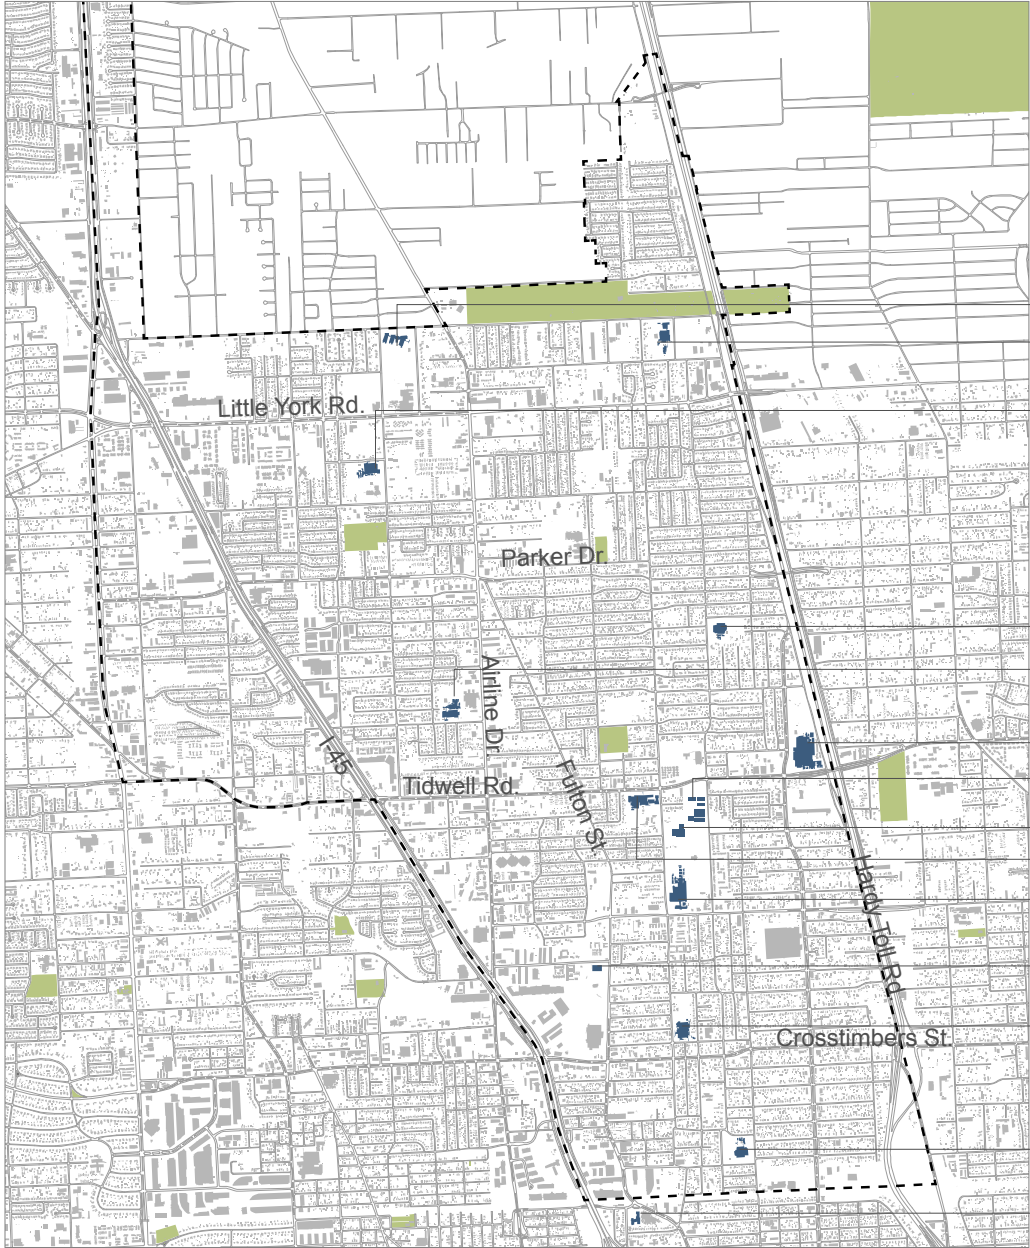 Little York Rd.
Parker Dr.
Airline Dr.
I-45
Tidwell Rd.
Fulton St.
Hardy Toll Rd.
Crosstimbers St.